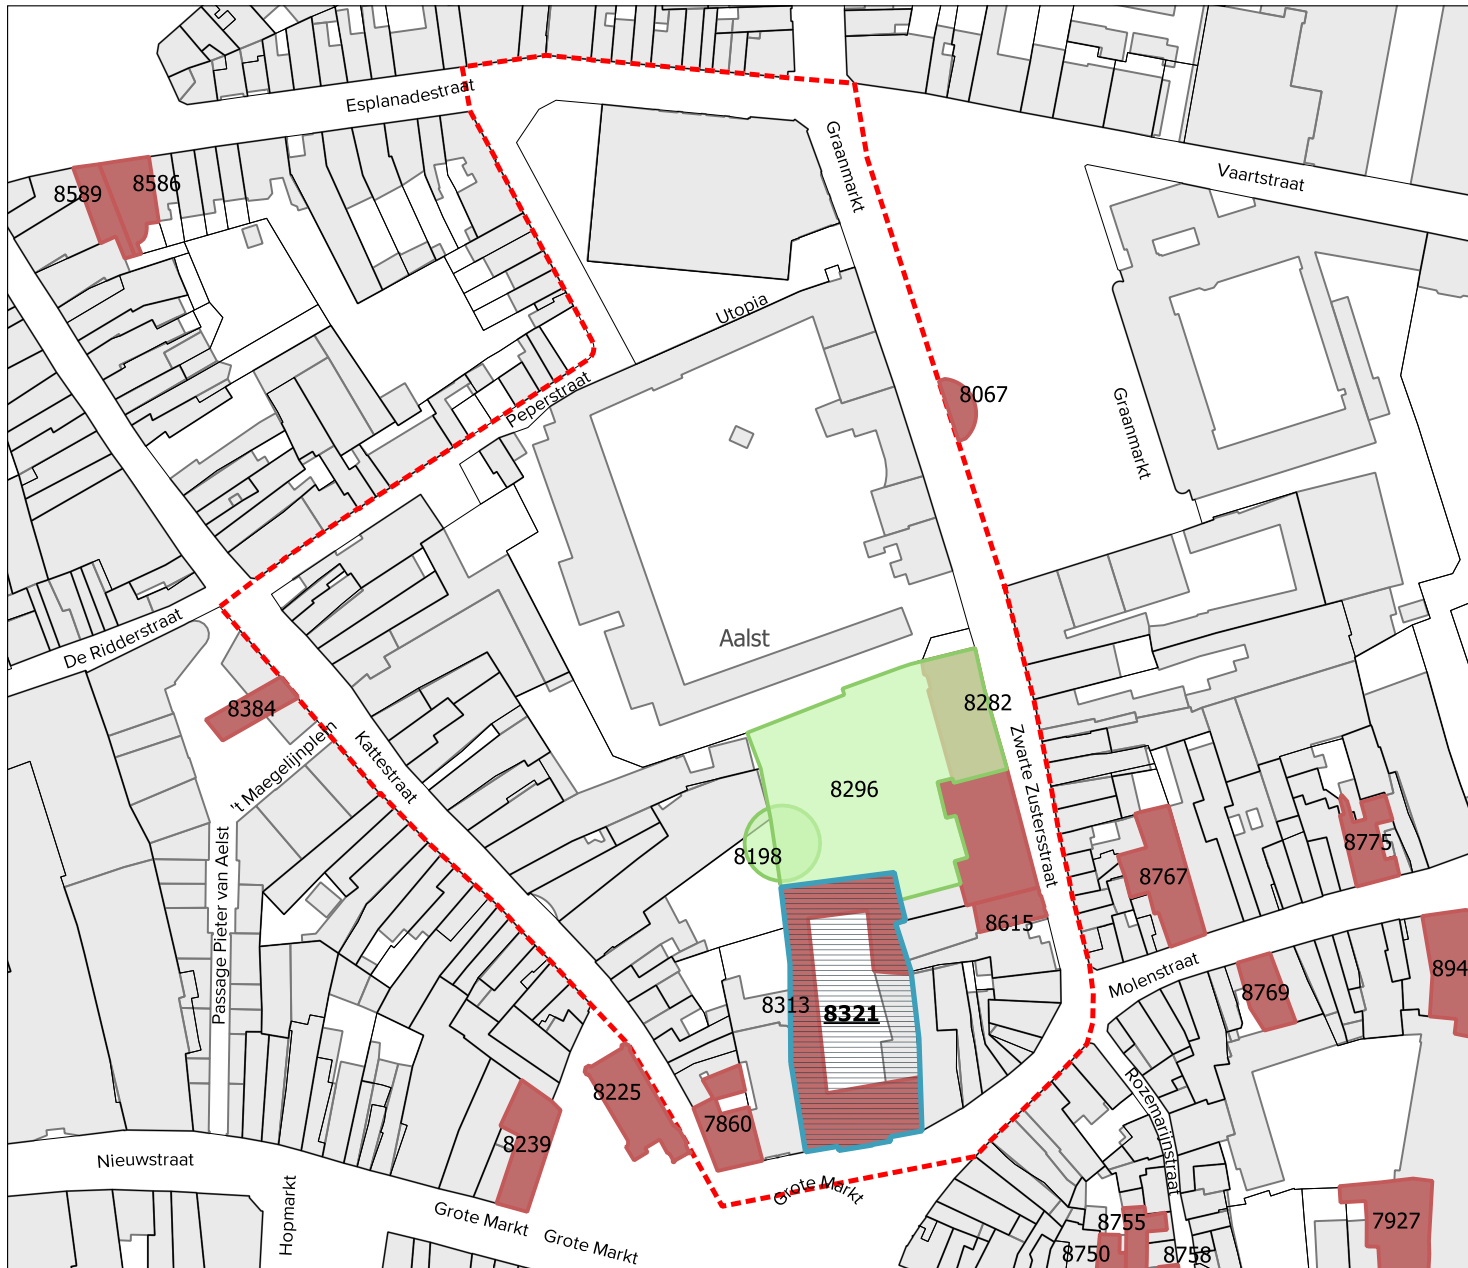 Esplanadestraat
Graanmarkt
Vaartstraat
8589
8586
Utopia
Peperstraat
8067
Graanmarkt
De Ridderstraat
Aalst
8384
8282
't Maegelijnplein
Kattestraat
Zwarte Zustersstraat
8296
8198
8775
8767
Passage Pieter van Aelst
8615
Molenstraat
894
8769
8313
8321
8225
7860
Rozemarijnstraat
8239
Nieuwstraat
Hopmarkt
Grote Markt
Grote Markt
Grote Markt
8755
7927
8750
8758